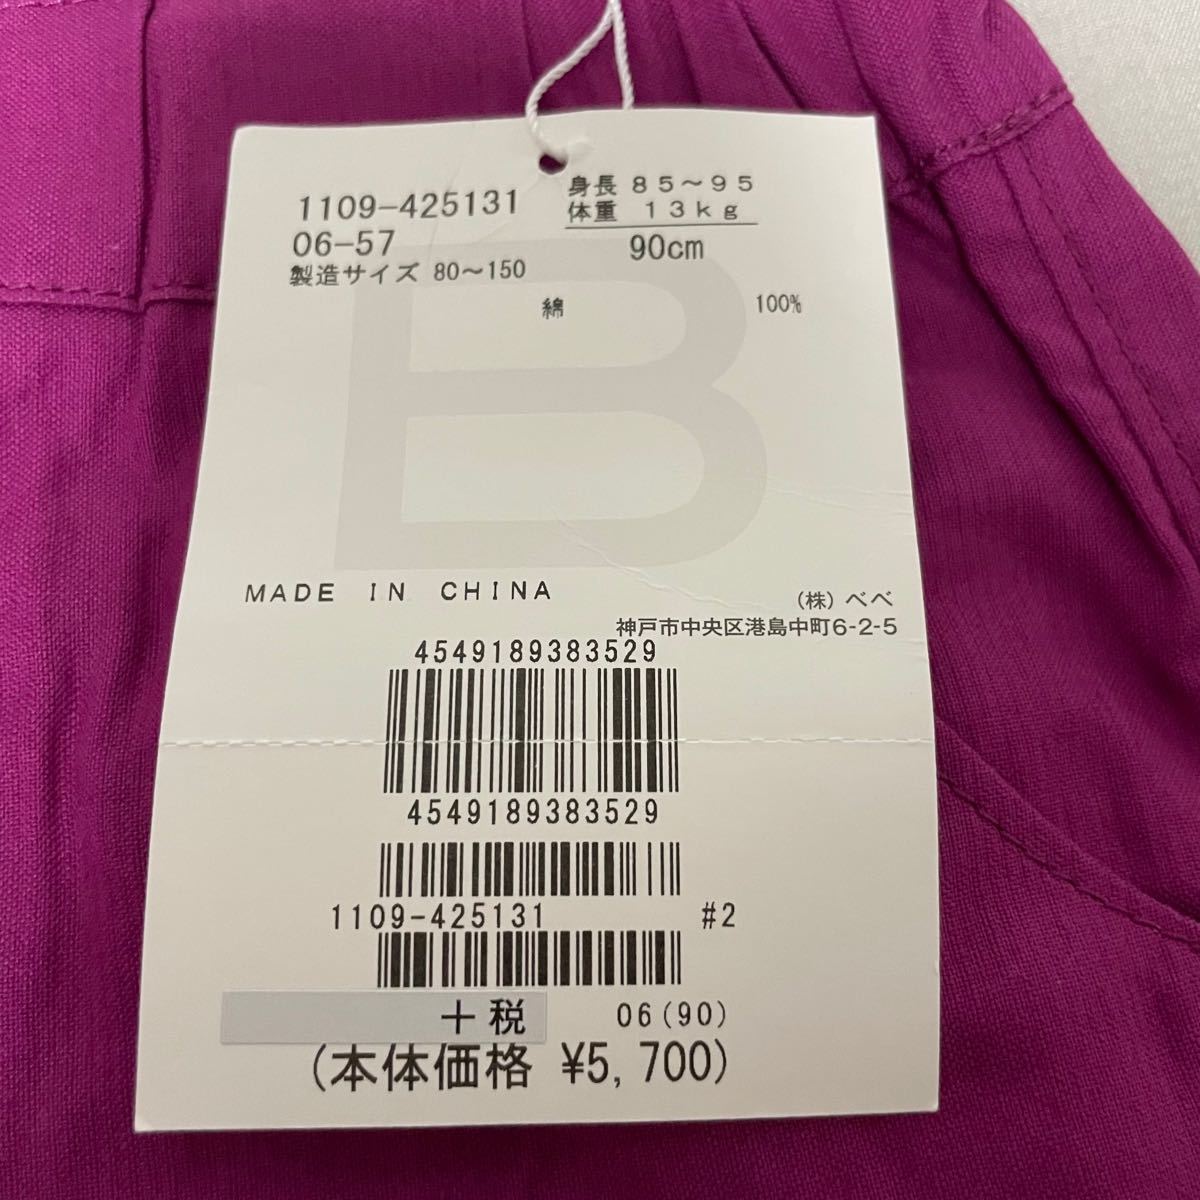 1109-425131
06-57
製造サイズ 80〜150
身長 85〜95
体重 13kg
90cm
綿 100%
B
MADE IN CHINA
(株)べべ
神戸市中央区港島中町6-2-5
4549189383529
4549189383529
1109-425131 #2
+税 06(90)
(本体価格 ¥5,700)